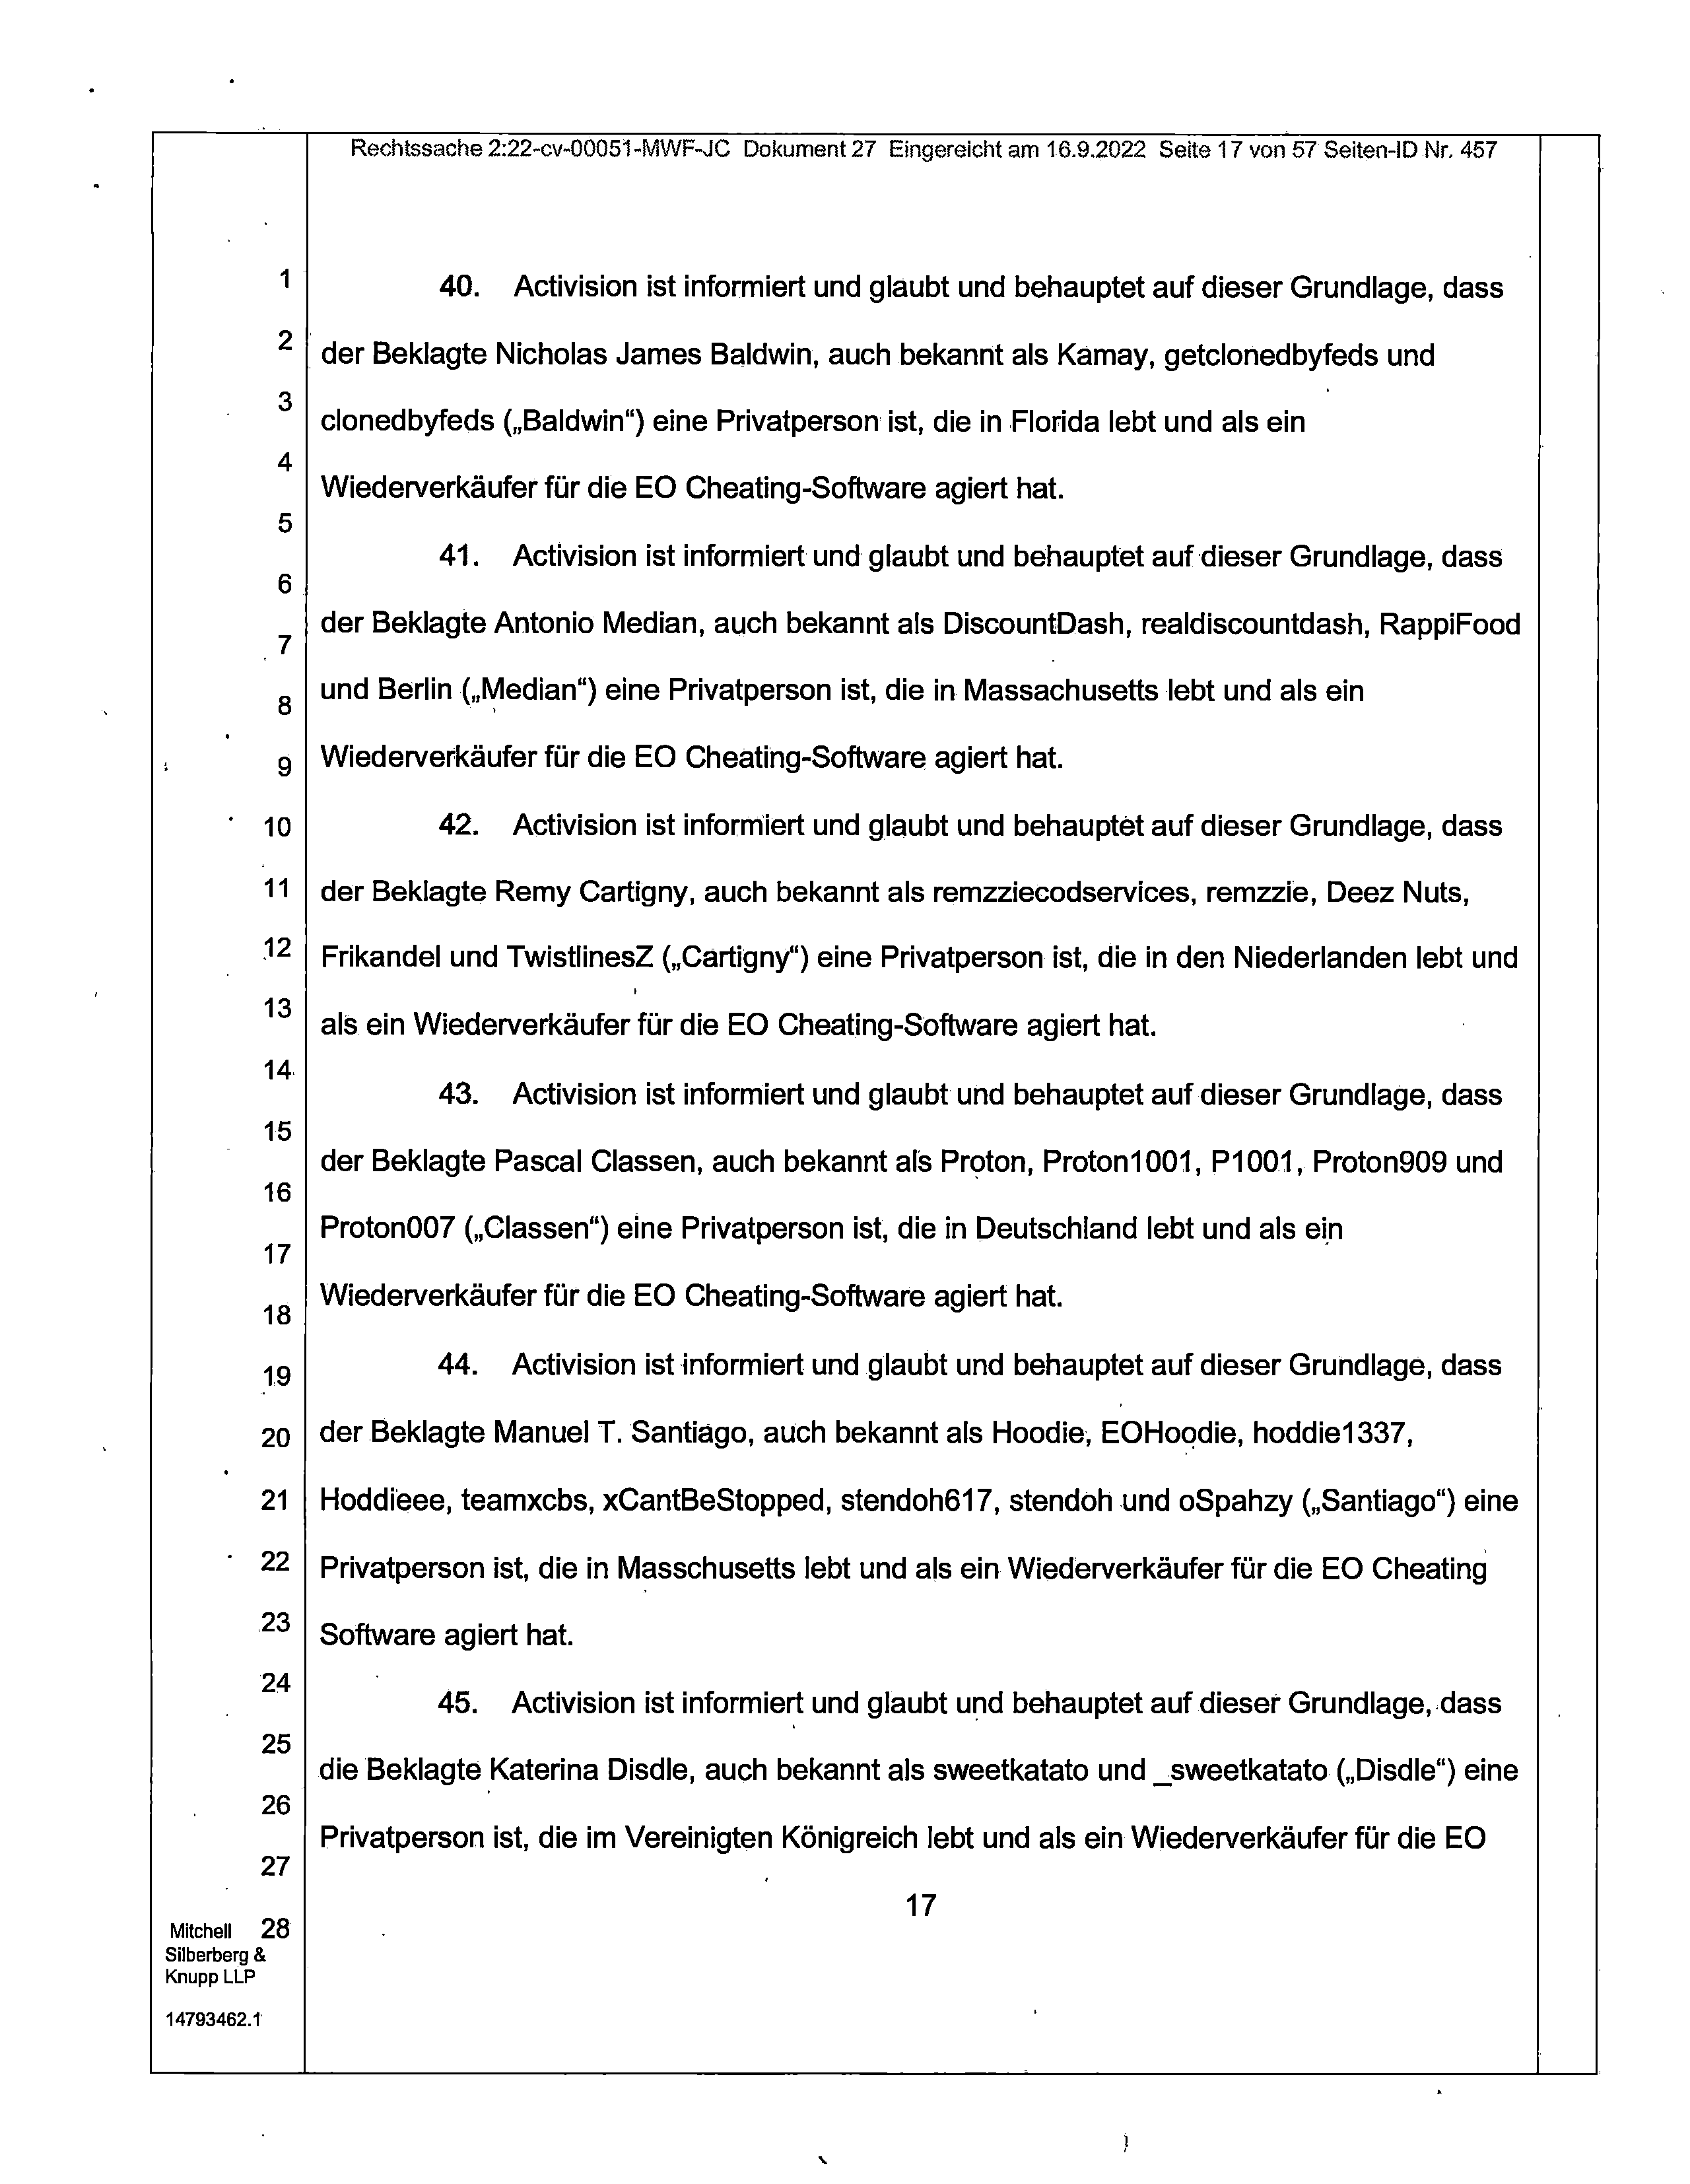 Rechtssache 2:22-cv-00051-MWF-JC Dokument 27 Eingereicht am 16.9.2022 Seite 17 von 57 Seiten-ID Nr. 457
1
40. Activision ist informiert und glaubt und behauptet auf dieser Grundlage, dass
2
der Beklagte Nicholas James Baldwin, auch bekannt als Kamay, getclonedbyfeds und
3
clonedbyfeds („Baldwin“) eine Privatperson ist, die in Florida lebt und als ein
4
Wiederverkäufer für die EO Cheating-Software agiert hat.
5
41. Activision ist informiert und glaubt und behauptet auf dieser Grundlage, dass
6
der Beklagte Antonio Median, auch bekannt als DiscountDash, realdiscountdash, RappiFood
7
und Berlin („Median“) eine Privatperson ist, die in Massachusetts lebt und als ein
8
Wiederverkäufer für die EO Cheating-Software agiert hat.
9
10
42. Activision ist informiert und glaubt und behauptet auf dieser Grundlage, dass
11
der Beklagte Remy Cartigny, auch bekannt als remzziecodservices, remzzie, Deez Nuts,
12
Frikandel und TwistlinesZ („Cartigny“) eine Privatperson ist, die in den Niederlanden lebt und
13
als ein Wiederverkäufer für die EO Cheating-Software agiert hat.
14
43. Activision ist informiert und glaubt und behauptet auf dieser Grundlage, dass
15
der Beklagte Pascal Classen, auch bekannt als Proton, Proton1001, P1001, Proton909 und
16
Proton007 („Classen“) eine Privatperson ist, die in Deutschland lebt und als ein
17
Wiederverkäufer für die EO Cheating-Software agiert hat.
18
44. Activision ist informiert und glaubt und behauptet auf dieser Grundlage, dass
19
der Beklagte Manuel T. Santiago, auch bekannt als Hoodie, EOHoodie, hoddie1337,
20
Hoddieee, teamxcbs, xCantBeStopped, stendoh617, stendoh und oSpahzy („Santiago“) eine
21
22
Privatperson ist, die in Masschusetts lebt und als ein Wiederverkäufer für die EO Cheating
23
Software agiert hat.
24
45. Activision ist informiert und glaubt und behauptet auf dieser Grundlage, dass
25
die Beklagte Katerina Disdle, auch bekannt als sweetkatato und _sweetkatato („Disdle“) eine
26
Privatperson ist, die im Vereinigten Königreich lebt und als ein Wiederverkäufer für die EO
27
17
28
Mitchell
Silberberg &
Knupp LLP
14793462.1